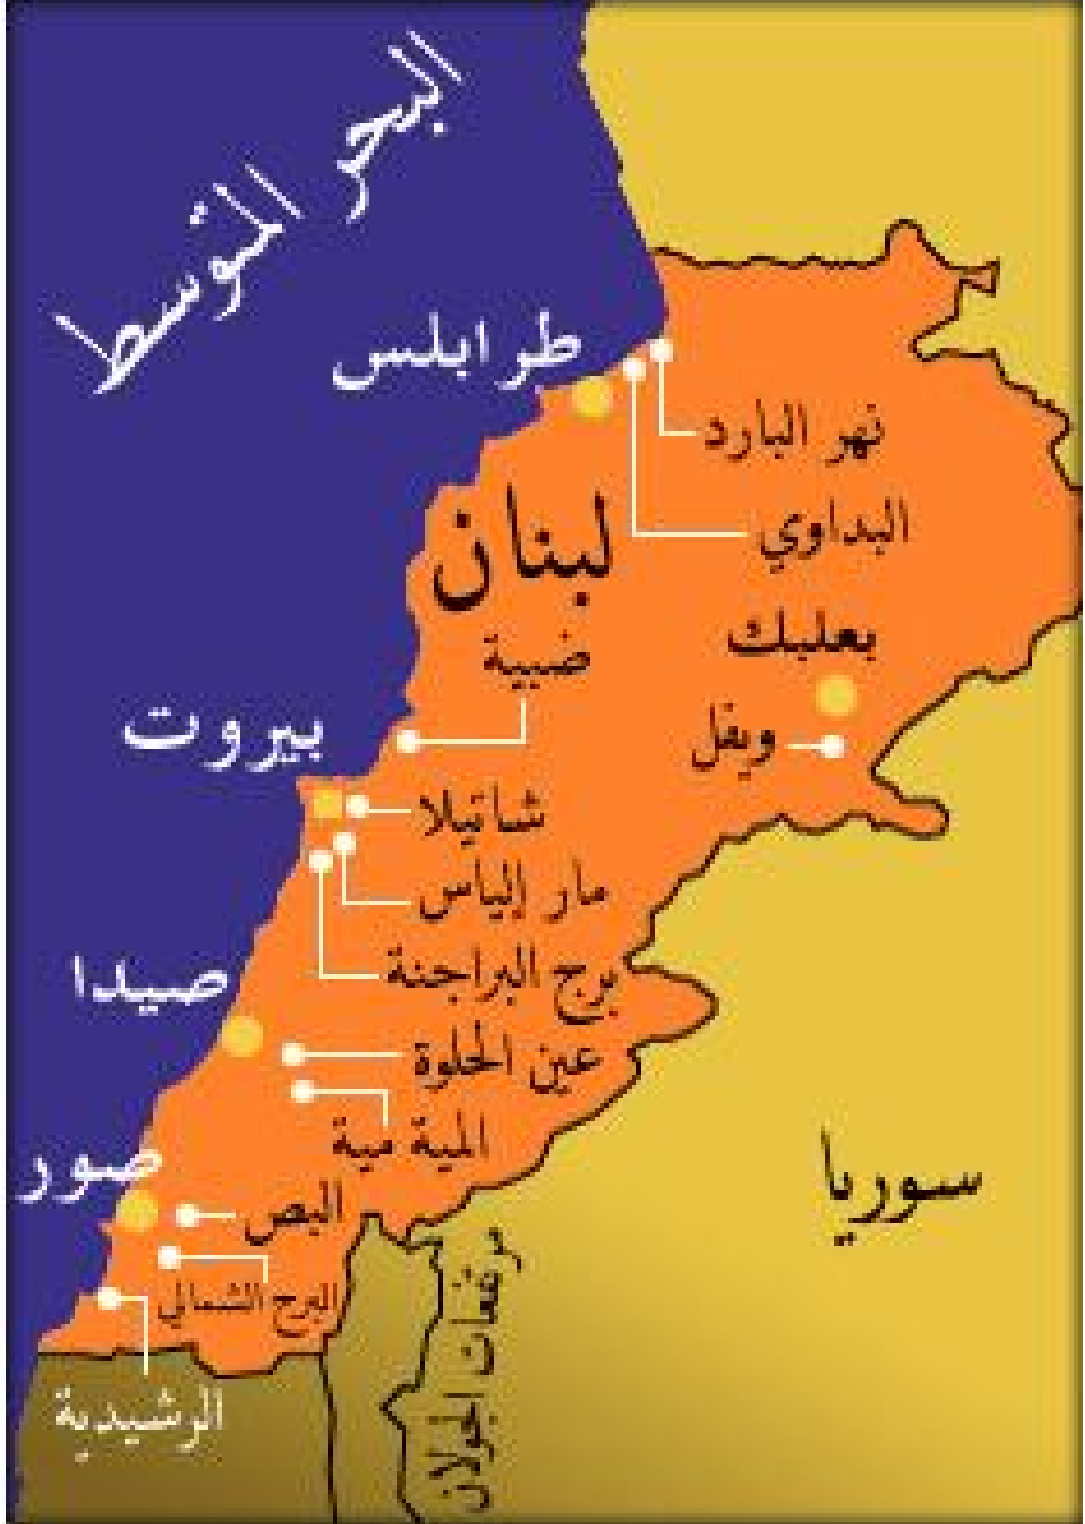 البحر المتوسط
طرابلس
نهر البارد
لبنان
البداوي
بعلبك
ضبية
بيروت
ويفل
شاتيلا
مار إلياس
برج البراجنة
صيدا
عين الحلوة
المية مية
صور
سوريا
البص
البرج الشمالي
مرتفعات الجولان
الرشيدية